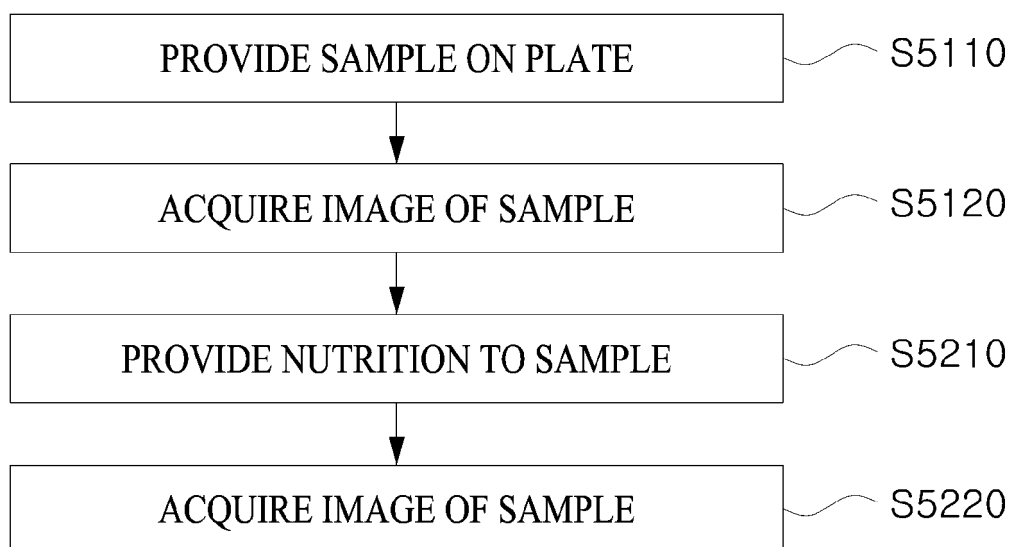 PROVIDE SAMPLE ON PLATE S5110
ACQUIRE IMAGE OF SAMPLE S5120
PROVIDE NUTRITION TO SAMPLE S5210
ACQUIRE IMAGE OF SAMPLE S5220